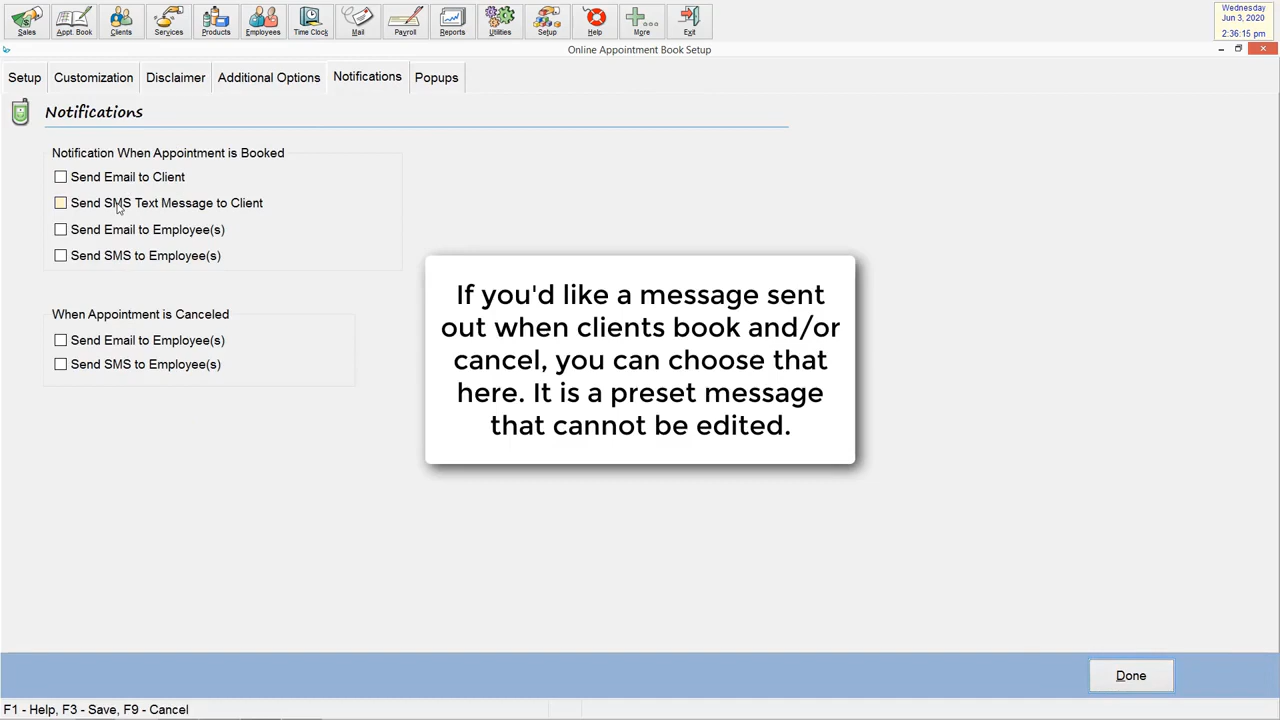 Sales
Appt. Book
Clients
Services
Products
Employees
Time Clock
Mail
Payroll
Reports
Utilities
Setup
Help
More
Exit
Wednesday
Jun 3, 2020
2:36:15 pm
Online Appointment Book Setup
Setup
Customization
Disclaimer
Additional Options
Notifications
Popups
Notifications
Notification When Appointment is Booked
Send Email to Client
Send SMS Text Message to Client
Send Email to Employee(s)
Send SMS to Employee(s)
When Appointment is Canceled
Send Email to Employee(s)
Send SMS to Employee(s)
If you'd like a message sent
out when clients book and/or
cancel, you can choose that
here. It is a preset message
that cannot be edited.
Done
F1 - Help, F3 - Save, F9 - Cancel